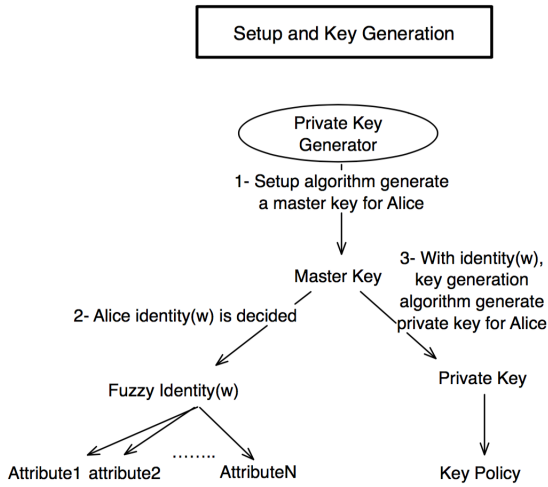 Setup and Key Generation
Private Key
Generator
1- Setup algorithm generate
a master key for Alice
3- With identity(w),
key generation
algorithm generate
private key for Alice
Master Key
2- Alice identity(w) is decided
Private Key
Fuzzy Identity(w)
Attribute1 attribute2 ........ AttributeN
Key Policy